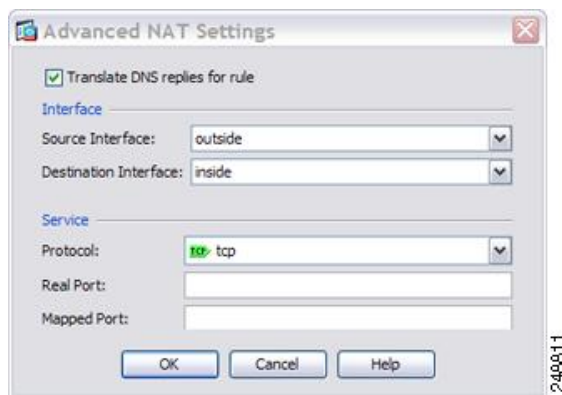 Advanced NAT Settings
Translate DNS replies for rule
Interface
Source Interface: outside
Destination Interface: inside
Service
Protocol: TCP tcp
Real Port:
Mapped Port:
OK Cancel Help
248811